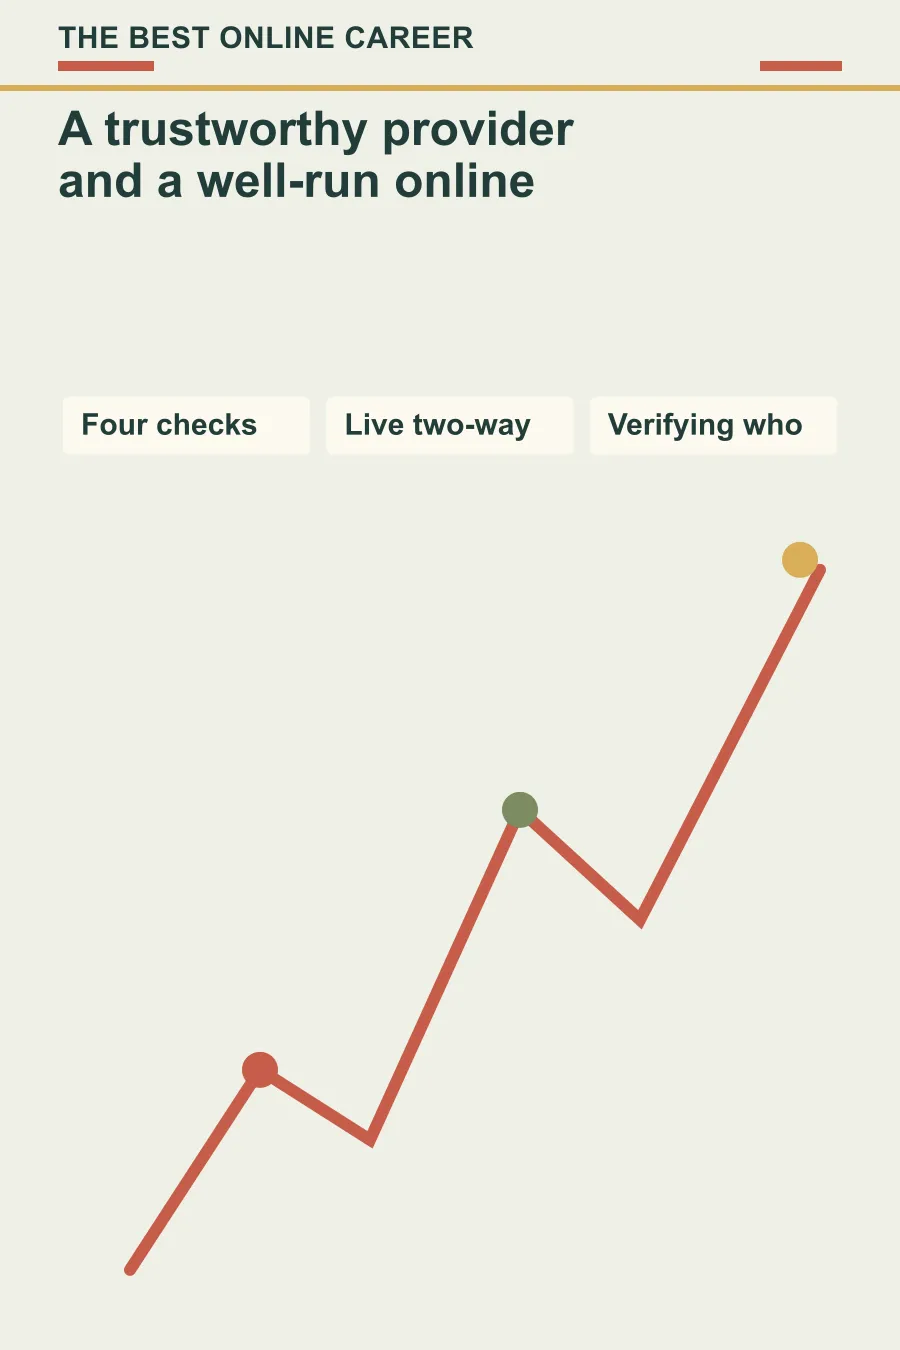 THE BEST ONLINE CAREER
A trustworthy provider
and a well-run online
Four checks
Live two-way
Verifying who